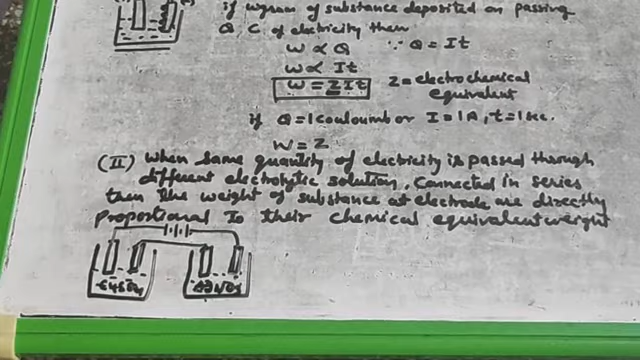 if w gram of substance deposited on passing
Q, C of electricity then
W ∝ Q ∵ Q = It
W ∝ It
W = ZIt Z = electrochemical
equivalent
if Q = 1 couloumb or I = 1A, t = 1 sec.
W = Z
(II) When Same quantity of electricity is passed through
different electrolytic solution, Connected in series
then the weight of substance at electrode are directly
proportional to their chemical equivalent weight